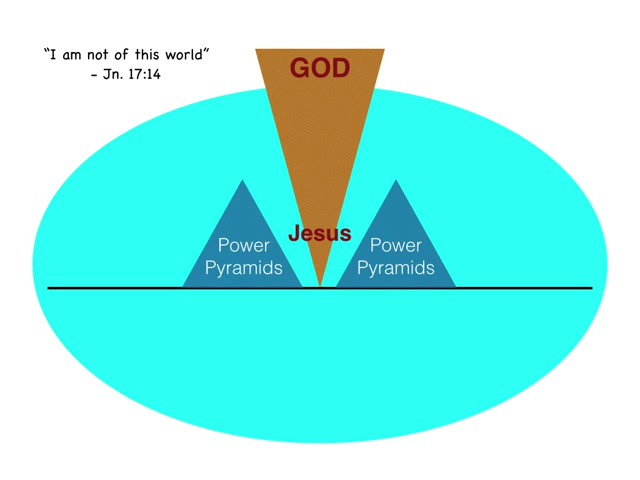 “I am not of this world”
– Jn. 17:14
GOD
Jesus
Power
Pyramids
Power
Pyramids